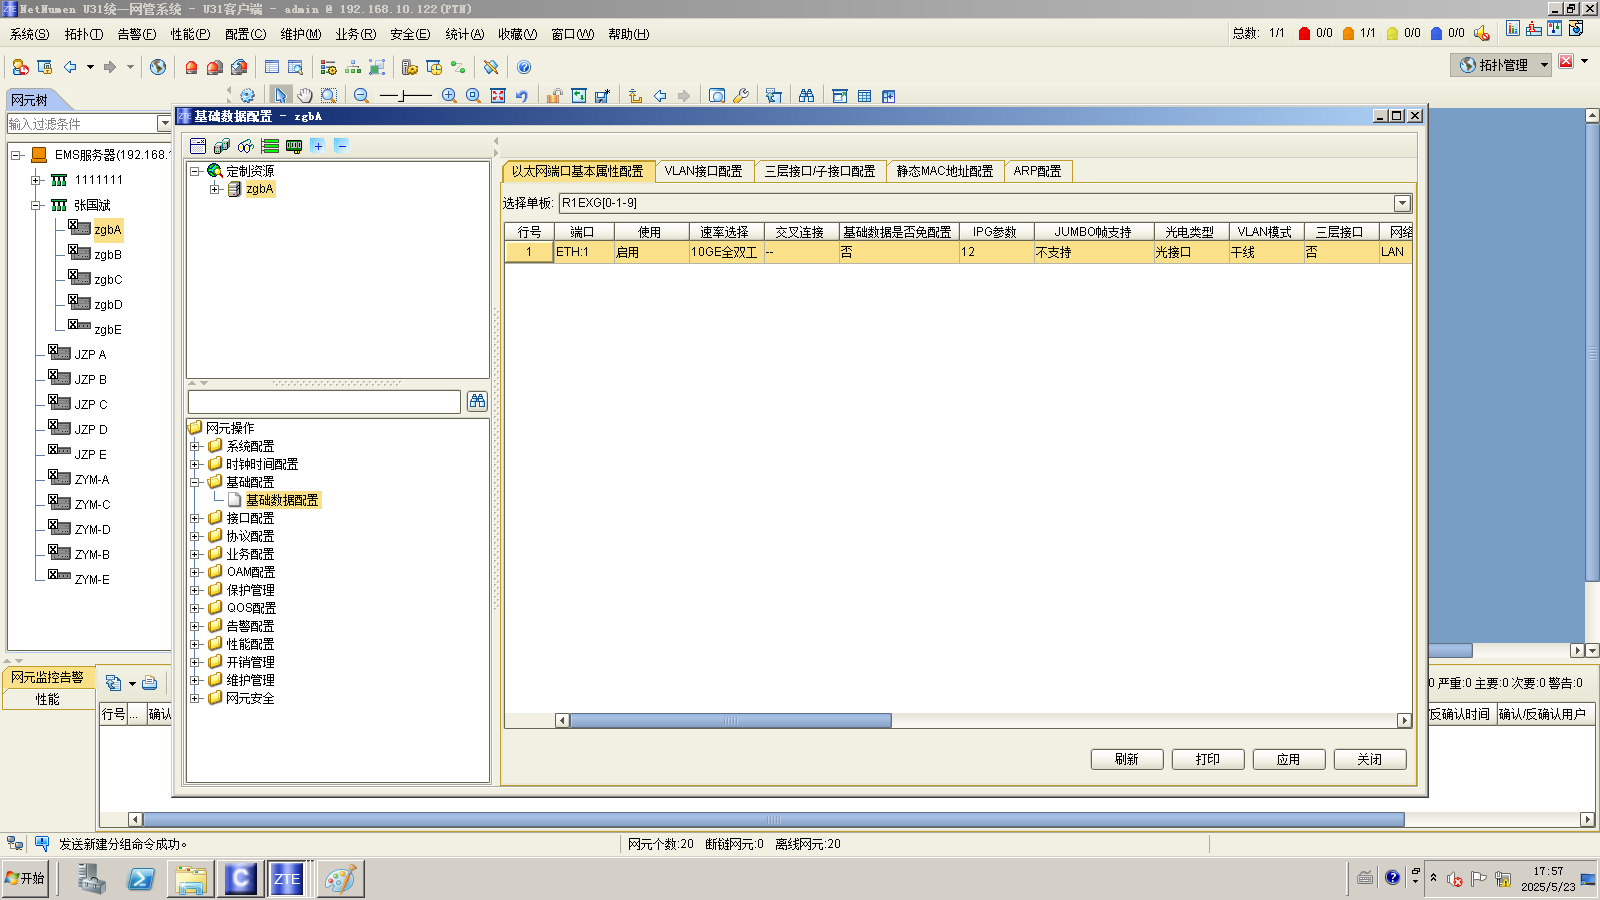 NetNumen U31统一网管系统 - U31客户端 - admin @ 192.168.10.122(PTN)
系统(S) 拓扑(T) 告警(F) 性能(P) 配置(C) 维护(M) 业务(R) 安全(E) 统计(A) 收藏(V) 窗口(W) 帮助(H)
总数: 1/1 0/0 1/1 0/0 0/0
拓扑管理
网元树
输入过滤条件
EMS服务器(192.168.1
1111111
张国斌
zgbA
zgbB
zgbC
zgbD
zgbE
JZP A
JZP B
JZP C
JZP D
JZP E
ZYM-A
ZYM-C
ZYM-D
ZYM-B
ZYM-E
基础数据配置 - zgbA
定制资源
zgbA
网元操作
系统配置
时钟时间配置
基础配置
基础数据配置
接口配置
协议配置
业务配置
OAM配置
保护管理
QOS配置
告警配置
性能配置
开销管理
维护管理
网元安全
以太网端口基本属性配置 VLAN接口配置 三层接口/子接口配置 静态MAC地址配置 ARP配置
选择单板: R1EXG[0-1-9]
行号 端口 使用 速率选择 交叉连接 基础数据是否免配置 IPG参数 JUMBO帧支持 光电类型 VLAN模式 三层接口 网络
1 ETH:1 启用 10GE全双工 -- 否 12 不支持 光接口 干线 否 LAN
刷新 打印 应用 关闭
网元监控告警
性能
0 严重:0 主要:0 次要:0 警告:0
行号 ... 确认 反确认时间 确认/反确认用户
发送新建分组命令成功。 网元个数:20 断链网元:0 离线网元:20
开始 ZTE
17:57
2025/5/23